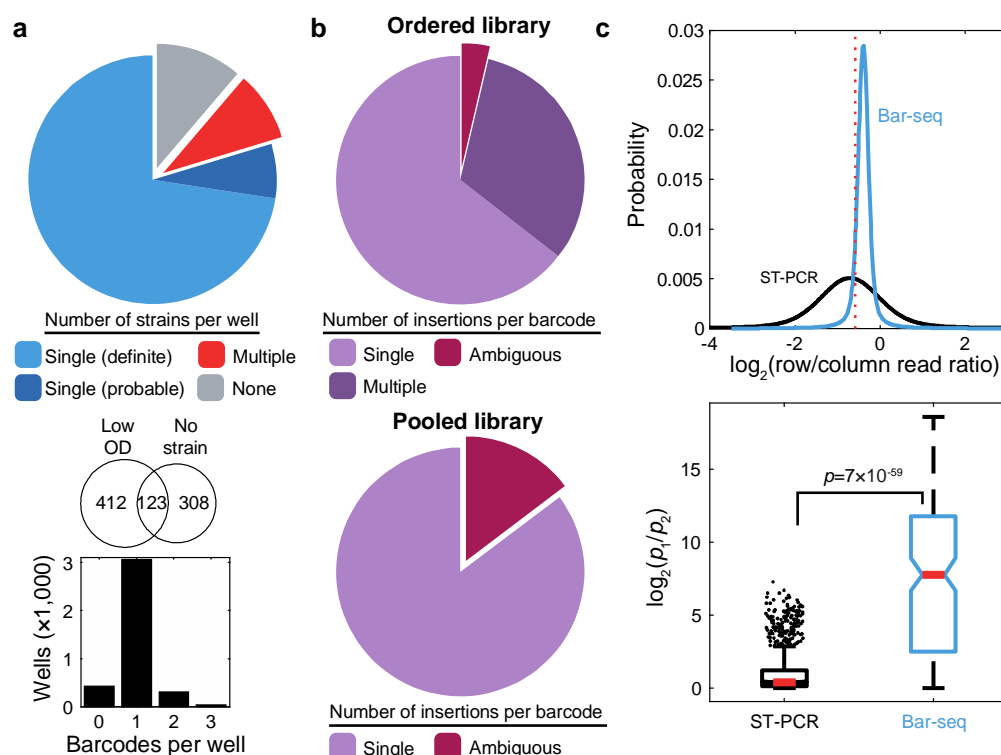 a
Number of strains per well
Single (definite)
Multiple
Single (probable)
None
Low
OD
No
strain
412
123
308
Wells (×1,000)
3
2
1
0
0 1 2 3
Barcodes per well
b
Ordered library
Number of insertions per barcode
Single
Ambiguous
Multiple
Pooled library
Number of insertions per barcode
Single
Ambiguous
c
Probability
0.03
0.025
0.02
0.015
0.01
0.005
0
Bar-seq
ST-PCR
-4 -2 0 2
log2(row/column read ratio)
log2(p1/p2)
15
10
5
0
p=7×10-59
ST-PCR
Bar-seq